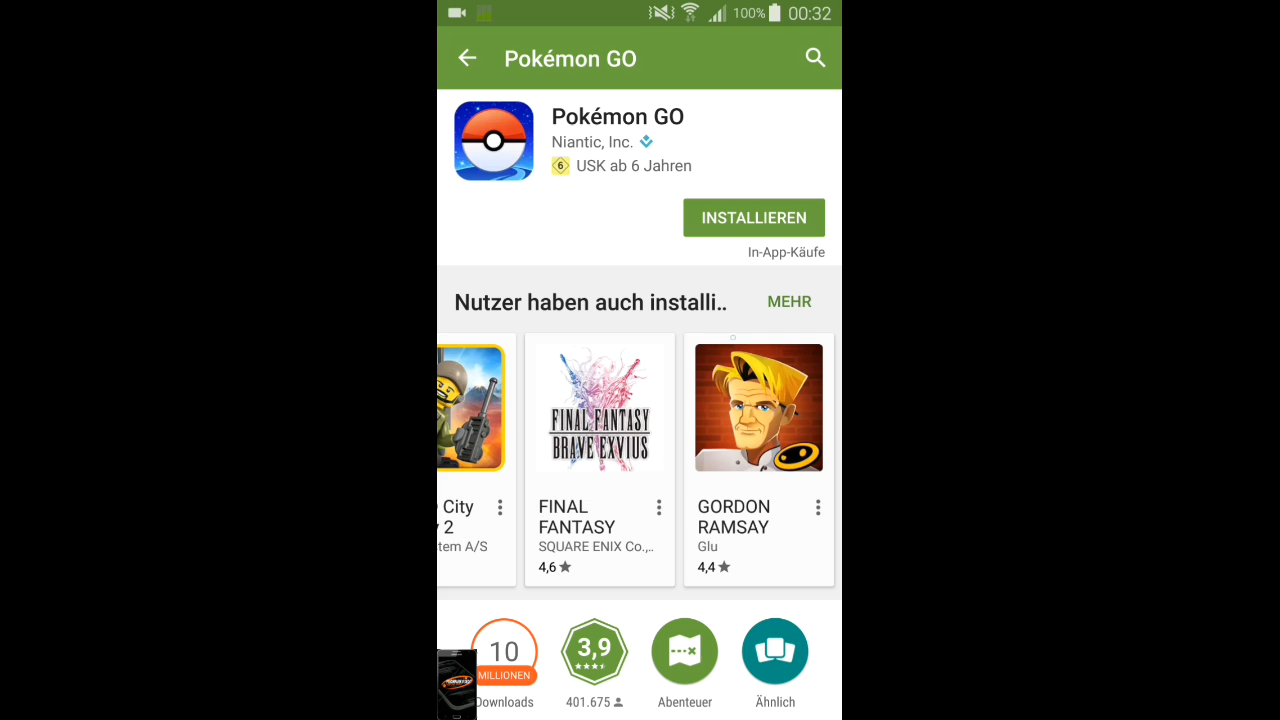 100% 00:32
Pokémon GO
Pokémon GO
Niantic, Inc.
6 USK ab 6 Jahren
INSTALLIEREN
In-App-Käufe
Nutzer haben auch installi..
MEHR
FINAL FANTASY
BRAVE EXVIUS
City
2
tem A/S
FINAL
FANTASY
SQUARE ENIX Co.,..
4,6
GORDON
RAMSAY
Glu
4,4
10
MILLIONEN
Downloads
3,9
401.675
Abenteuer
Ähnlich